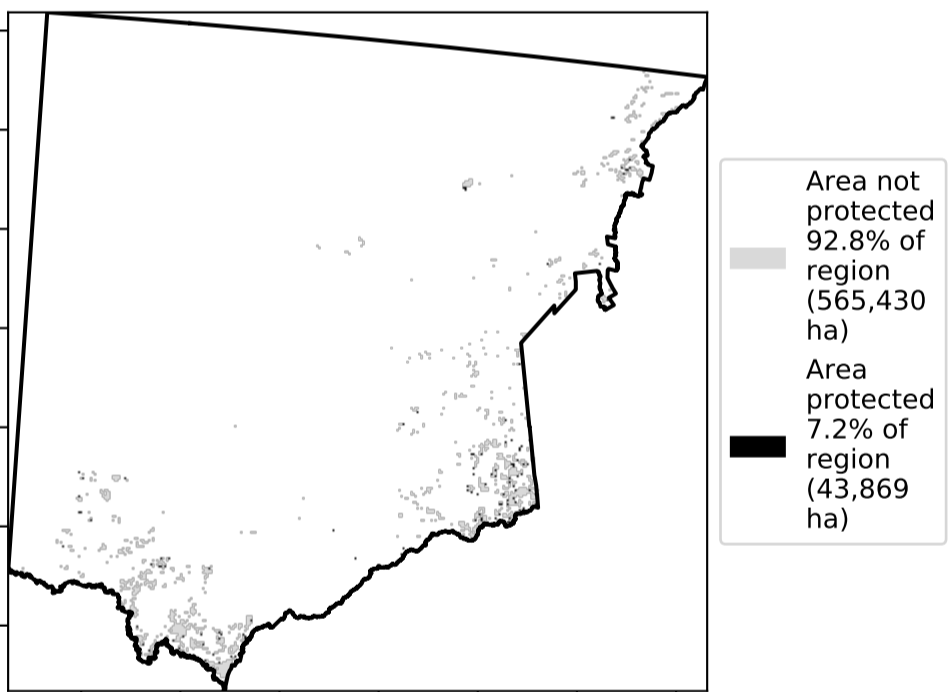 Area not
protected
92.8% of
region
(565,430
ha)
Area
protected
7.2% of
region
(43,869
ha)